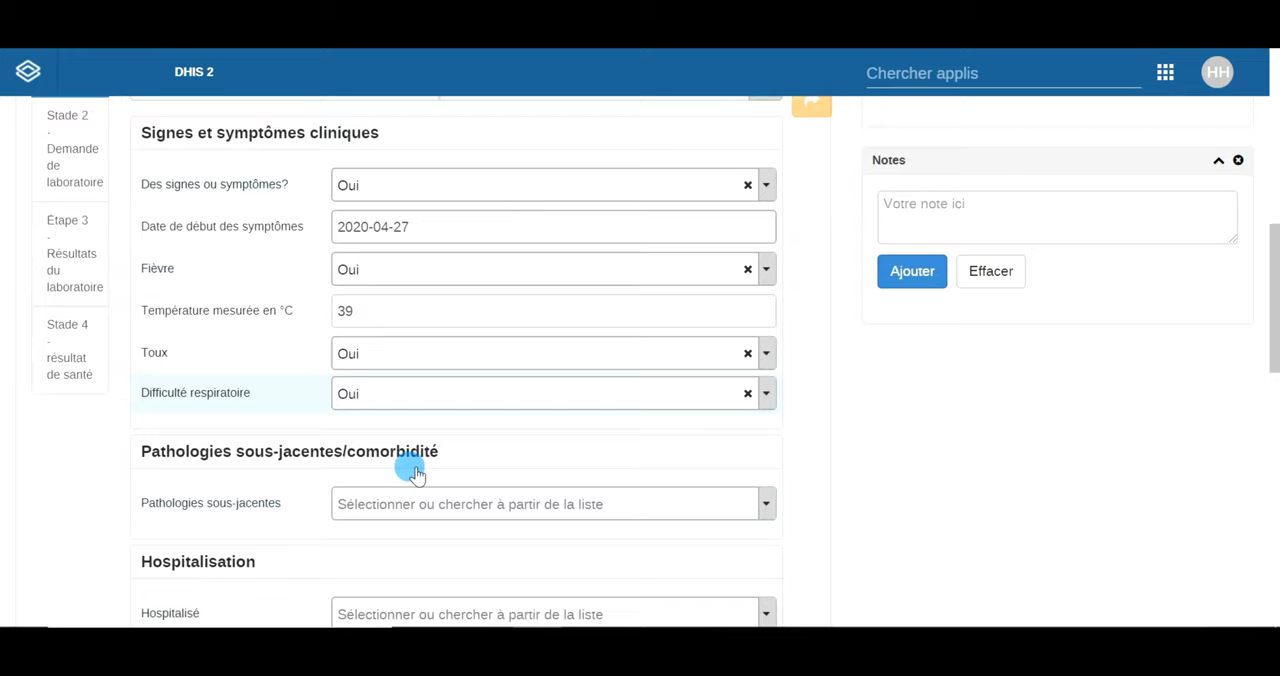 DHIS 2
Chercher applis
HH
Stade 2
-
Demande
de
laboratoire
Étape 3
-
Résultats
du
laboratoire
Stade 4
-
résultat
de santé
Signes et symptômes cliniques
Des signes ou symptômes?
Oui
Date de début des symptômes
2020-04-27
Fièvre
Oui
Température mesurée en °C
39
Toux
Oui
Difficulté respiratoire
Oui
Pathologies sous-jacentes/comorbidité
Pathologies sous-jacentes
Sélectionner ou chercher à partir de la liste
Hospitalisation
Hospitalisé
Sélectionner ou chercher à partir de la liste
Notes
Votre note ici
Ajouter
Effacer